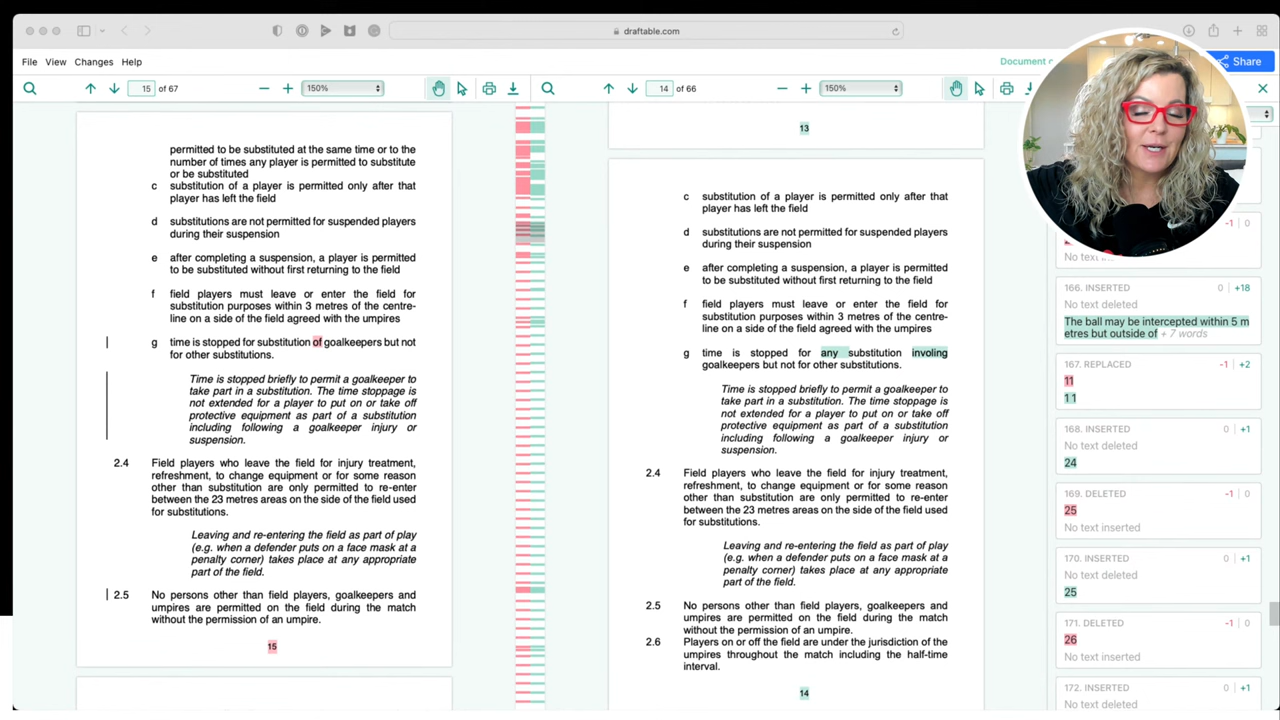 draftable.com
File View Changes Help
Document c
Share
15 of 67
150%
14 of 66
150%
permitted to be substituted at the same time or to the
number of times any player is permitted to substitute
or be substituted
c substitution of a player is permitted only after that
player has left the field
d substitutions are not permitted for suspended players
during their suspension
e after completing a suspension, a player is permitted
to be substituted without first returning to the field
f field players must leave or enter the field for
substitution purposes within 3 metres of the centre-
line on a side of the field agreed with the umpires
g time is stopped for substitution of goalkeepers but not
for other substitutions.
Time is stopped briefly to permit a goalkeeper to
take part in a substitution. The time stoppage is
not extended for a player to put on or take off
protective equipment as part of a substitution
including following a goalkeeper injury or
suspension.
2.4 Field players who leave the field for injury treatment,
refreshment, to change equipment or for some reason
other than substitution are only permitted to re-enter
between the 23 metres areas on the side of the field used
for substitutions.
Leaving and re-entering the field as part of play
(e.g. when a defender puts on a face mask at a
penalty corner) takes place at any appropriate
part of the field.
2.5 No persons other than field players, goalkeepers and
umpires are permitted on the field during the match
without the permission of an umpire.
15
13
c substitution of a player is permitted only after that
player has left the field
d substitutions are not permitted for suspended players
during their suspension
e after completing a suspension, a player is permitted
to be substituted without first returning to the field
f field players must leave or enter the field for
substitution purposes within 3 metres of the centre-
line on a side of the field agreed with the umpires
g time is stopped for any substitution involing
goalkeepers but not for other substitutions.
Time is stopped briefly to permit a goalkeeper to
take part in a substitution. The time stoppage is
not extended for a player to put on or take off
protective equipment as part of a substitution
including following a goalkeeper injury or
suspension.
2.4 Field players who leave the field for injury treatment,
refreshment, to change equipment or for some reason
other than substitution are only permitted to re-enter
between the 23 metres areas on the side of the field used
for substitutions.
Leaving and re-entering the field as part of play
(e.g. when a defender puts on a face mask at a
penalty corner) takes place at any appropriate
part of the field.
2.5 No persons other than field players, goalkeepers and
umpires are permitted on the field during the match
without the permission of an umpire.
2.6 Players on or off the field are under the jurisdiction of the
umpires throughout the match including the half-time
interval.
14
-1 0
No text
166. INSERTED 0 +18
No text deleted
The ball may be intercepted within 5 m
etres but outside of + 7 words
167. REPLACED -1 +2
11
1 1
168. INSERTED 0 +1
No text deleted
24
169. DELETED -1 0
25
No text inserted
170. INSERTED 0 +1
No text deleted
25
171. DELETED -1 0
26
No text inserted
172. INSERTED 0 +1
No text deleted